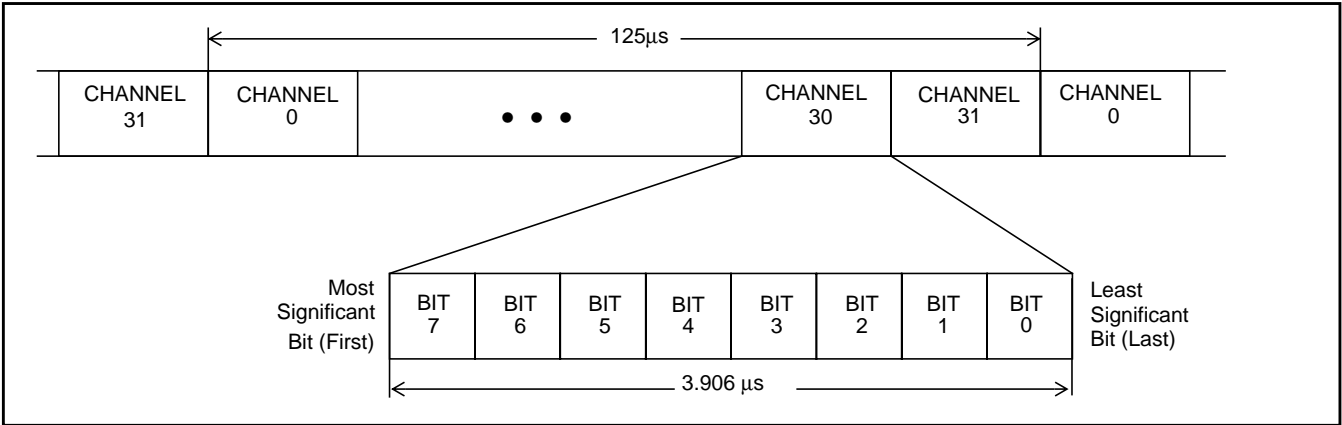 125μs
CHANNEL
31
CHANNEL
0
• • •
CHANNEL
30
CHANNEL
31
CHANNEL
0
Most
Significant
Bit (First)
BIT
7
BIT
6
BIT
5
BIT
4
BIT
3
BIT
2
BIT
1
BIT
0
Least
Significant
Bit (Last)
3.906 μs